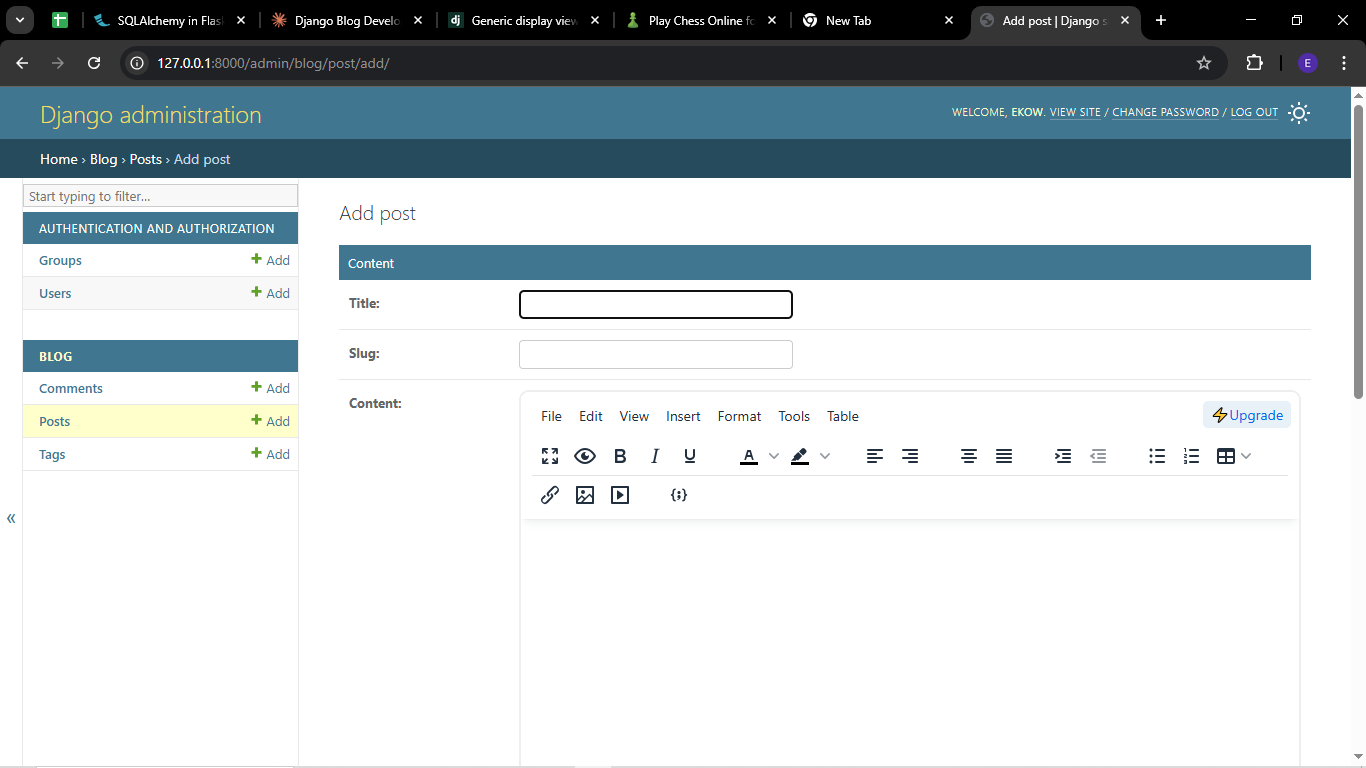 SQLAlchemy in Flas
Django Blog Develo
Generic display view
Play Chess Online fo
New Tab
Add post | Django s
127.0.0.1:8000/admin/blog/post/add/
E
Django administration
WELCOME, EKOW. VIEW SITE / CHANGE PASSWORD / LOG OUT
Home › Blog › Posts › Add post
Start typing to filter...
AUTHENTICATION AND AUTHORIZATION
Groups + Add
Users + Add
BLOG
Comments + Add
Posts + Add
Tags + Add
«
Add post
Content
Title:
Slug:
Content:
File Edit View Insert Format Tools Table
⚡Upgrade
B I U A
{;}